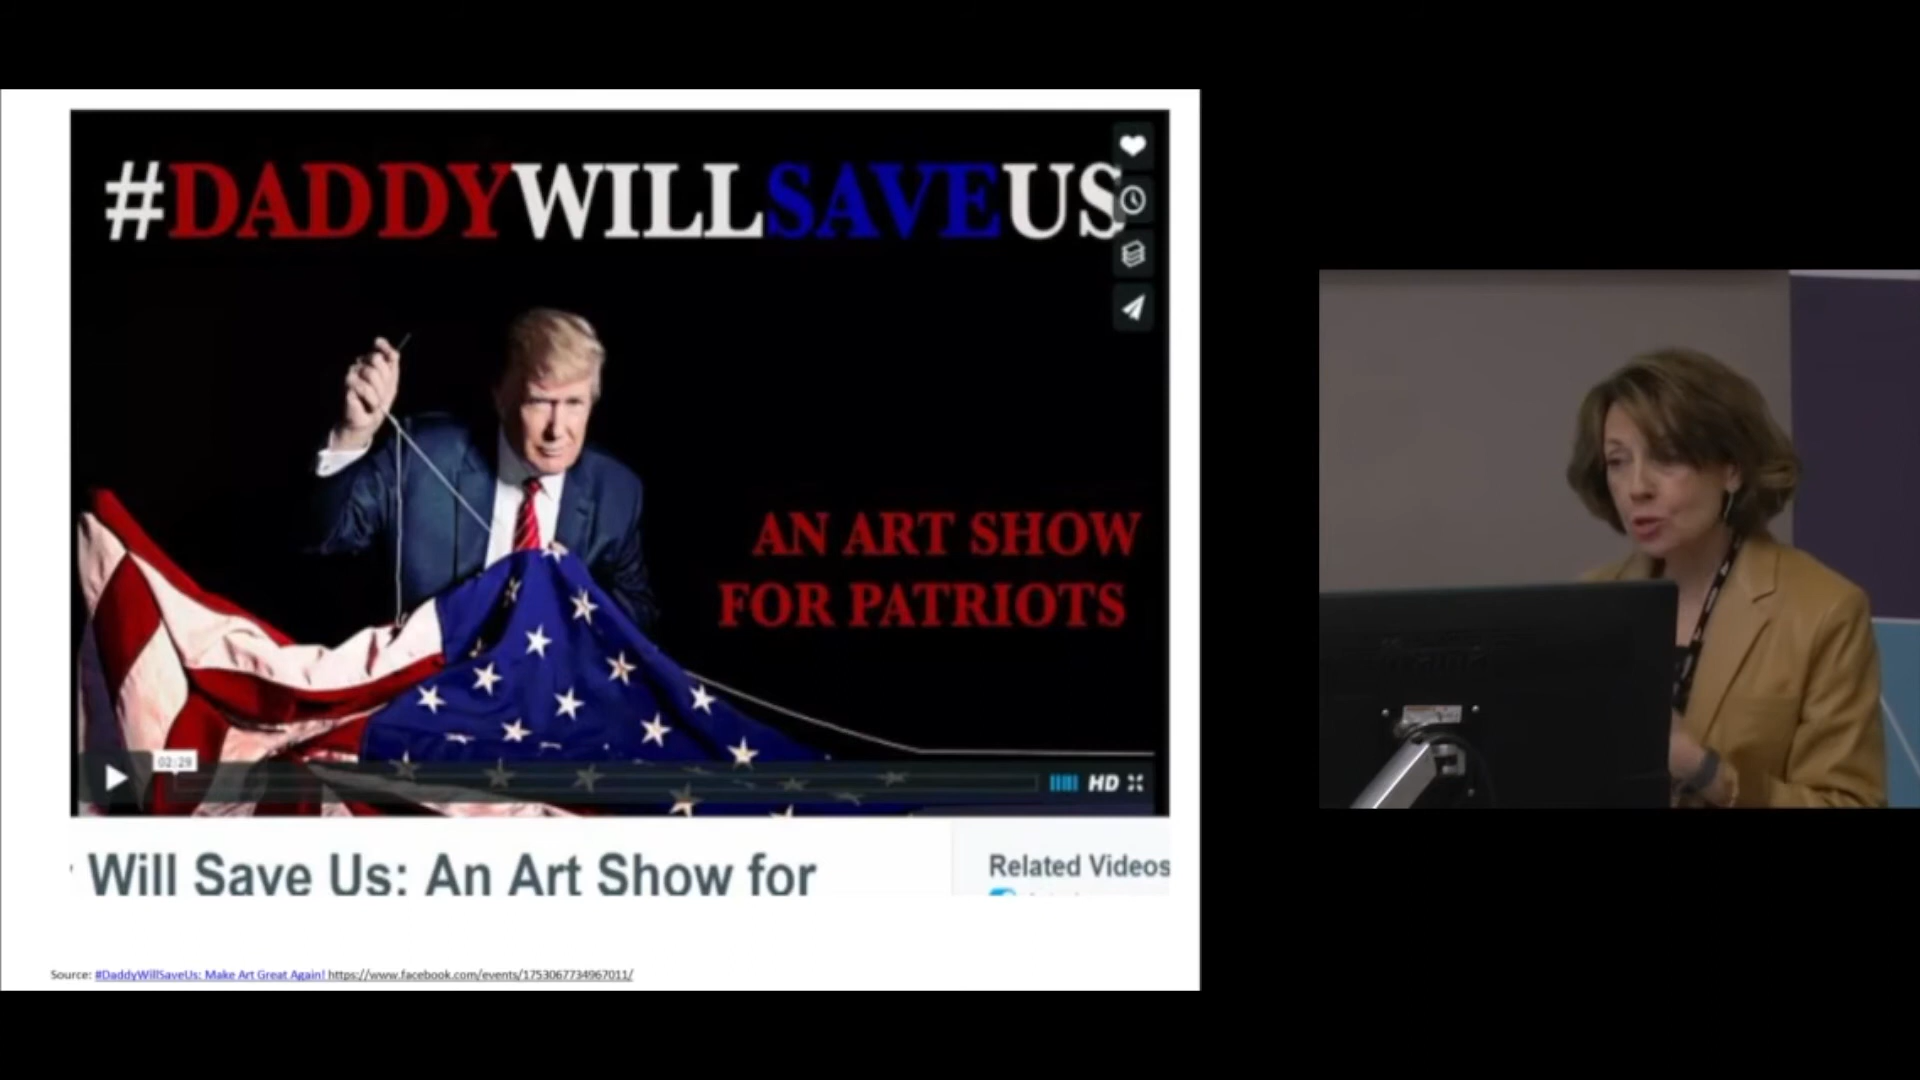 #DADDYWILLSAVEUS
AN ART SHOW
FOR PATRIOTS
02:29
HD
Will Save Us: An Art Show for
Related Videos
Source: #DaddyWillSaveUs: Make Art Great Again! https://www.facebook.com/events/1753067734967011/